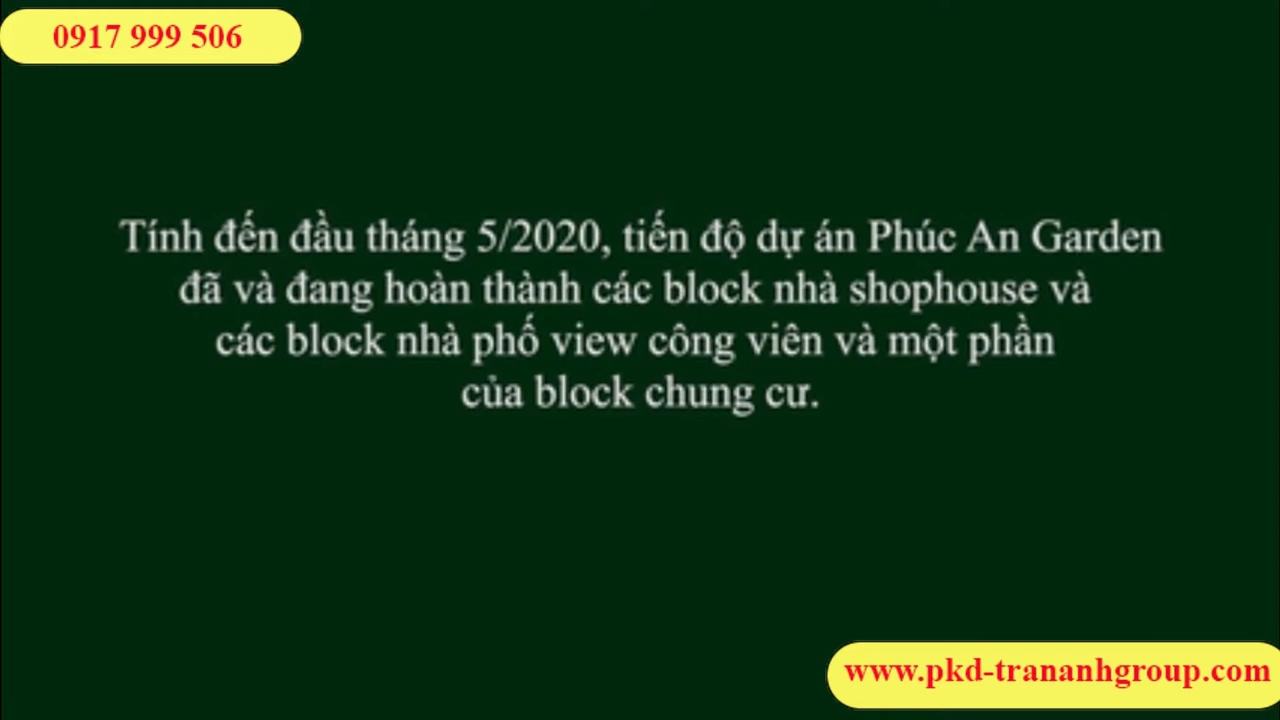 0917 999 506
Tính đến đầu tháng 5/2020, tiến độ dự án Phúc An Garden
đã và đang hoàn thành các block nhà shophouse và
các block nhà phố view công viên và một phần
của block chung cư.
www.pkd-trananhgroup.com